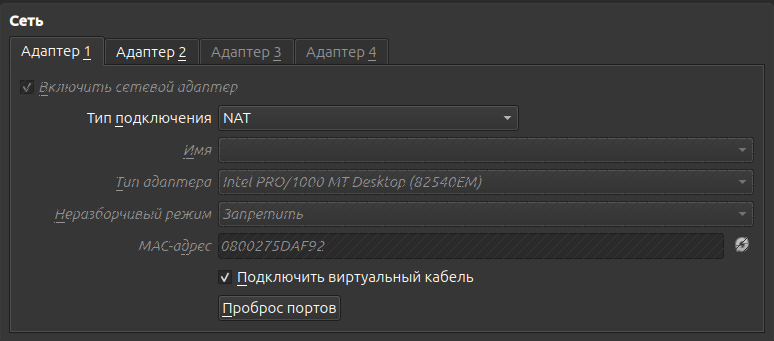 Сеть
Адаптер 1 Адаптер 2 Адаптер 3 Адаптер 4
Включить сетевой адаптер
Тип подключения NAT
Имя
Тип адаптера Intel PRO/1000 MT Desktop (82540EM)
Неразборчивый режим Запретить
MAC-адрес 0800275DAF92
Подключить виртуальный кабель
Проброс портов